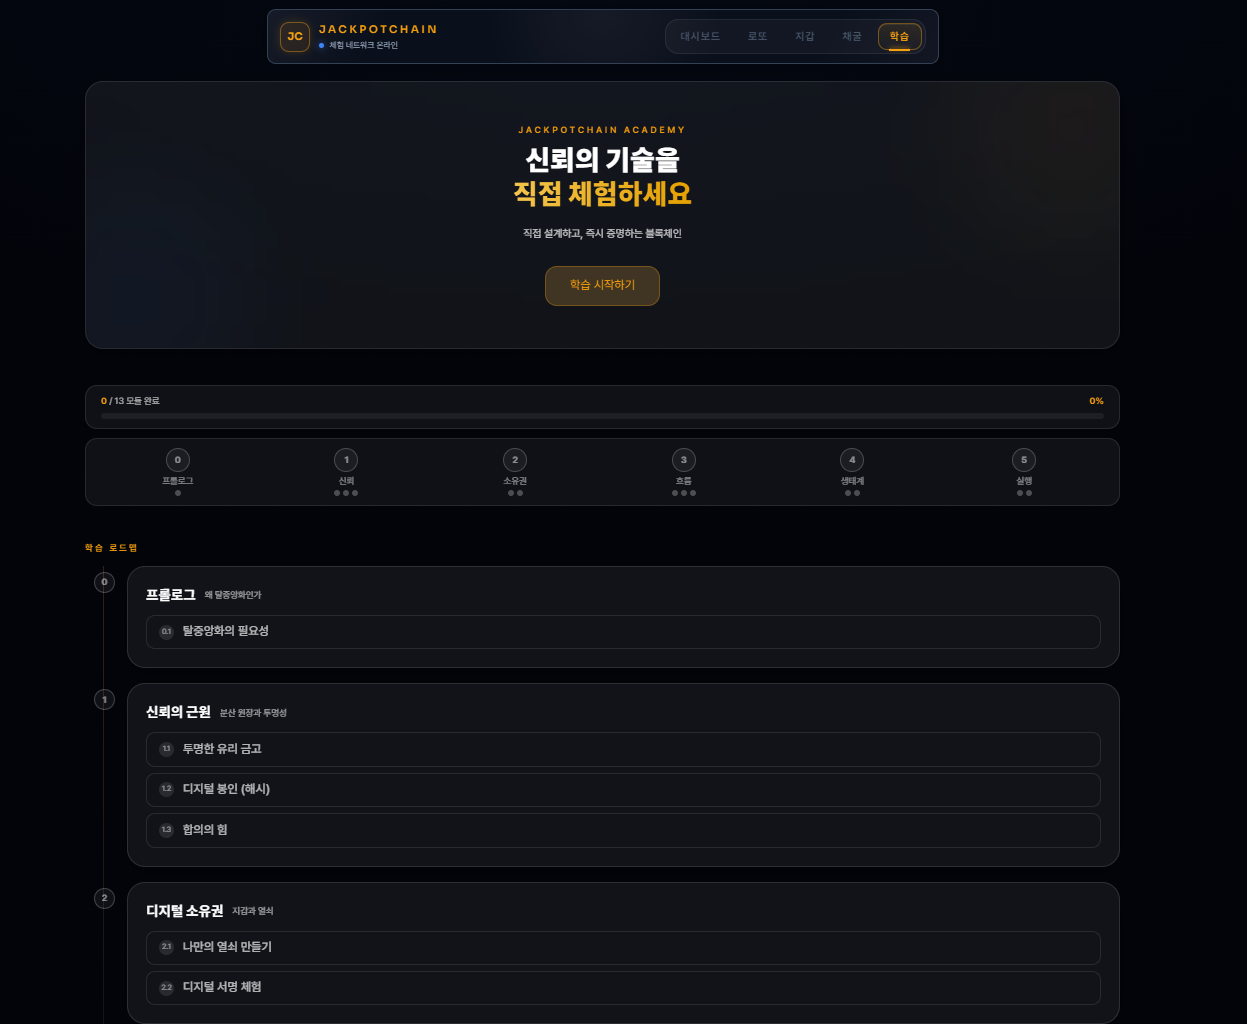 JC
JACKPOTCHAIN
체험 네트워크 온라인
대시보드
로또
지갑
채굴
학습
JACKPOTCHAIN ACADEMY
신뢰의 기술을
직접 체험하세요
직접 설계하고, 즉시 증명하는 블록체인
학습 시작하기
0 / 13 모듈 완료
0%
0
프롤로그
1
신뢰
2
소유권
3
흐름
4
생태계
5
실행
학습 로드맵
0
프롤로그 왜 탈중앙화인가
0.1 탈중앙화의 필요성
1
신뢰의 근원 분산 원장과 투명성
1.1 투명한 유리 금고
1.2 디지털 봉인 (해시)
1.3 합의의 힘
2
디지털 소유권 지갑과 열쇠
2.1 나만의 열쇠 만들기
2.2 디지털 서명 체험